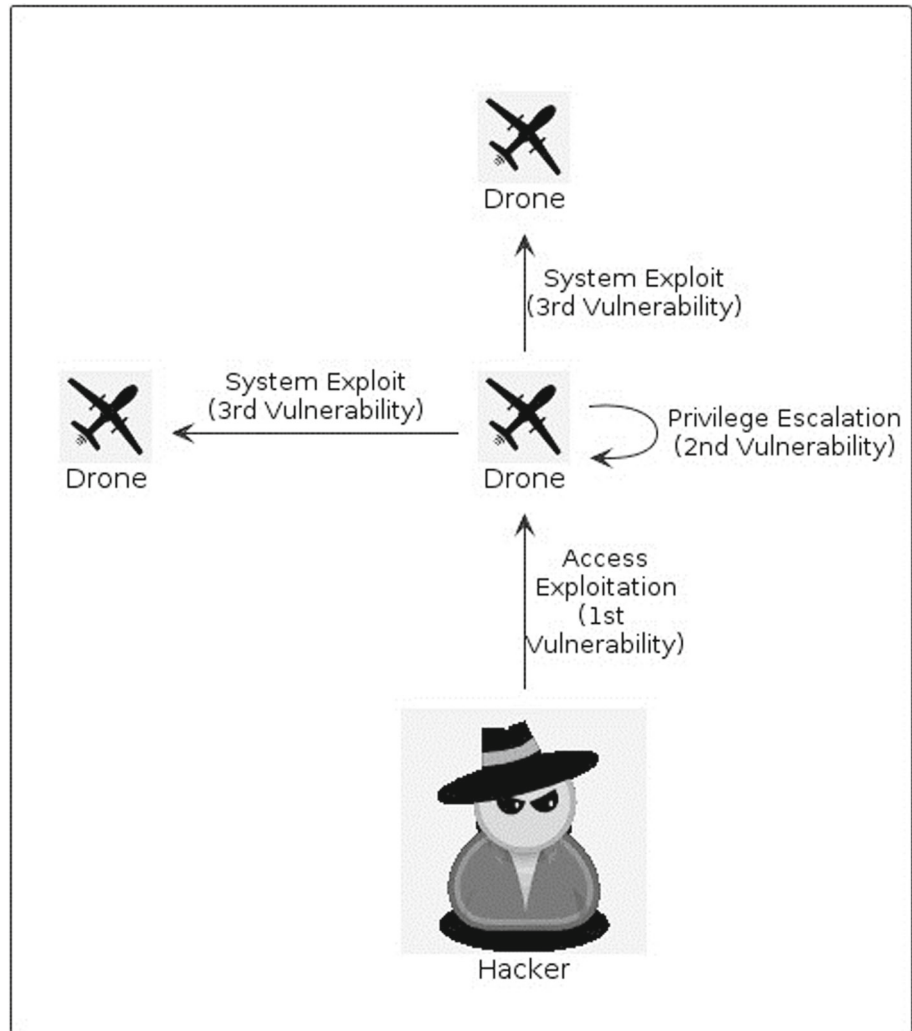 Drone
System Exploit
(3rd Vulnerability)
System Exploit
(3rd Vulnerability)
Drone
Drone
Privilege Escalation
(2nd Vulnerability)
Access
Exploitation
(1st
Vulnerability)
Hacker